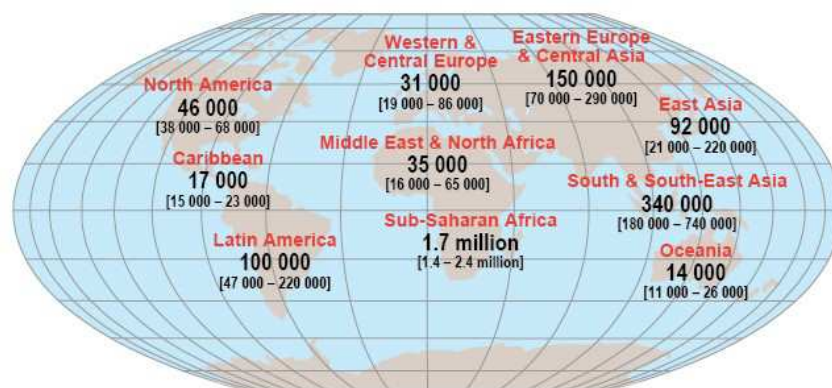 Western &
Central Europe
31 000
[19 000 – 86 000]
Eastern Europe
& Central Asia
150 000
[70 000 – 290 000]
North America
46 000
[38 000 – 68 000]
East Asia
92 000
[21 000 – 220 000]
Middle East & North Africa
35 000
[16 000 – 65 000]
Caribbean
17 000
[15 000 – 23 000]
South & South-East Asia
340 000
[180 000 – 740 000]
Sub-Saharan Africa
1.7 million
[1.4 – 2.4 million]
Latin America
100 000
[47 000 – 220 000]
Oceania
14 000
[11 000 – 26 000]